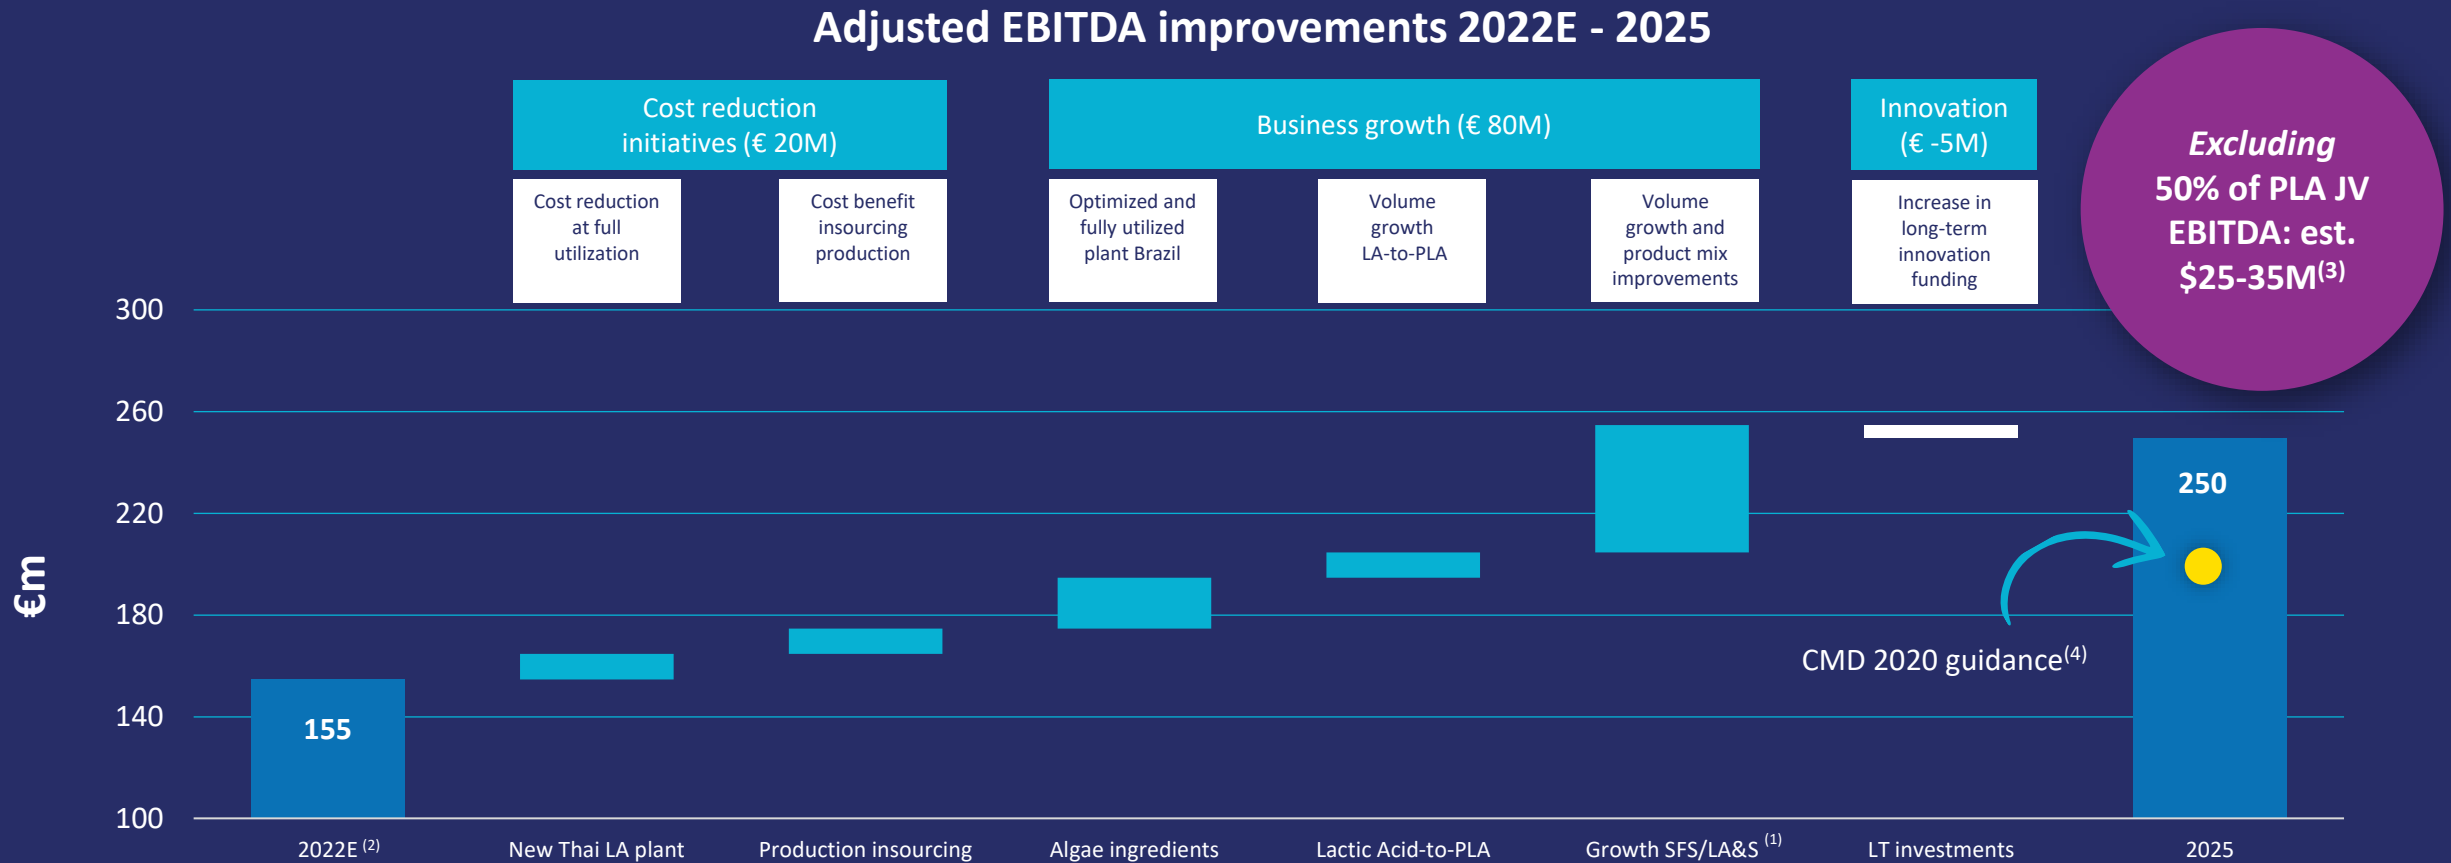 Adjusted EBITDA improvements 2022E - 2025
Cost reduction
initiatives (€ 20M)
Business growth (€ 80M)
Innovation
(€ -5M)
Excluding
50% of PLA JV
EBITDA: est.
$25-35M(3)
Cost reduction
at full
utilization
Cost benefit
insourcing
production
Optimized and
fully utilized
plant Brazil
Volume
growth
LA-to-PLA
Volume
growth and
product mix
improvements
Increase in
long-term
innovation
funding
€m
300
260
220
180
140
100
155
250
CMD 2020 guidance(4)
2022E (2)
New Thai LA plant
Production insourcing
Algae ingredients
Lactic Acid-to-PLA
Growth SFS/LA&S (1)
LT investments
2025